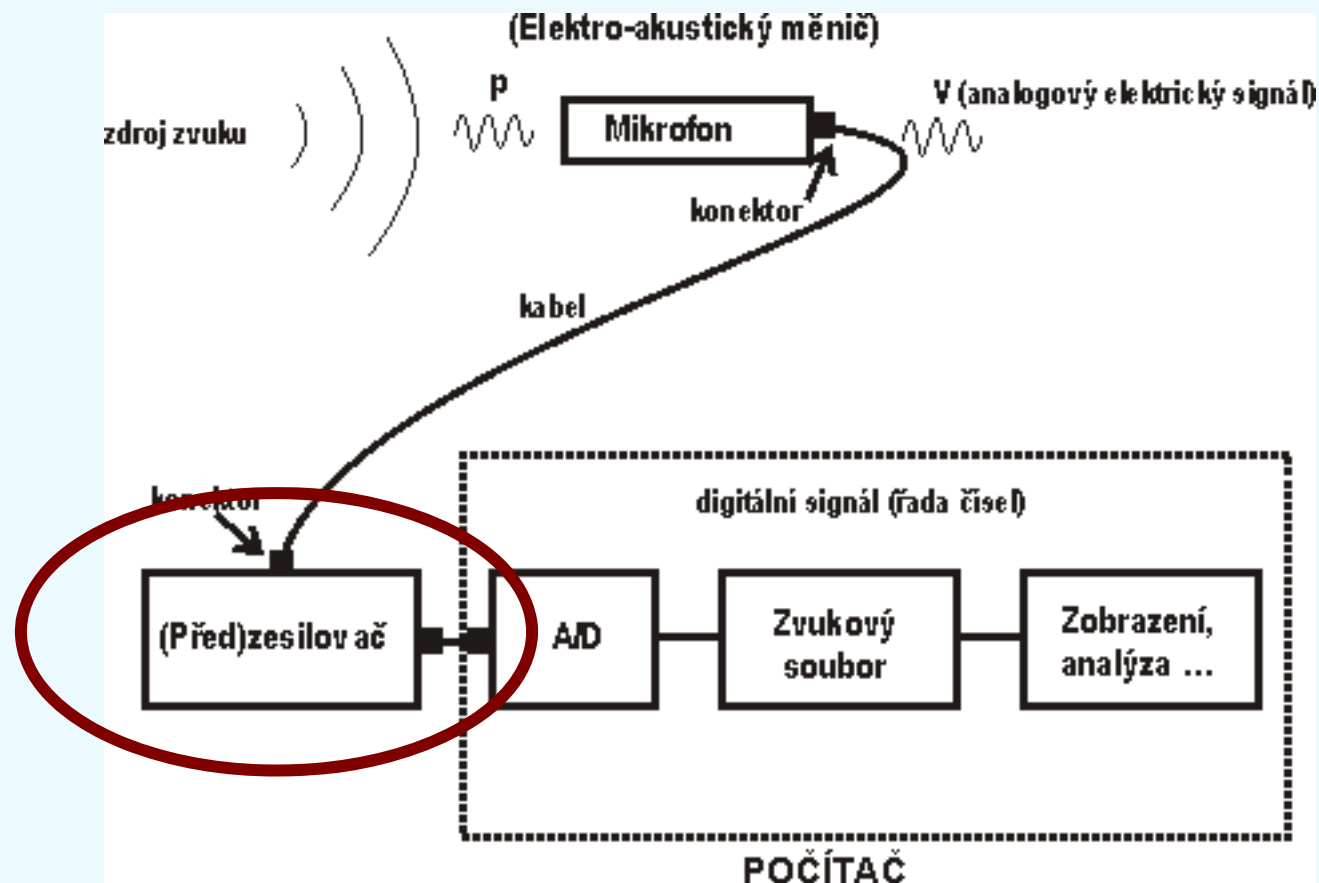 (Elektro-akustický měnič)
p
V (analogový elektrický signál)
zdroj zvuku
Mikrofon
konektor
kabel
konektor
digitální signál (řada čísel)
(Před)zesilovač
A/D
Zvukový
soubor
Zobrazení,
analýza ...
POČÍTAČ